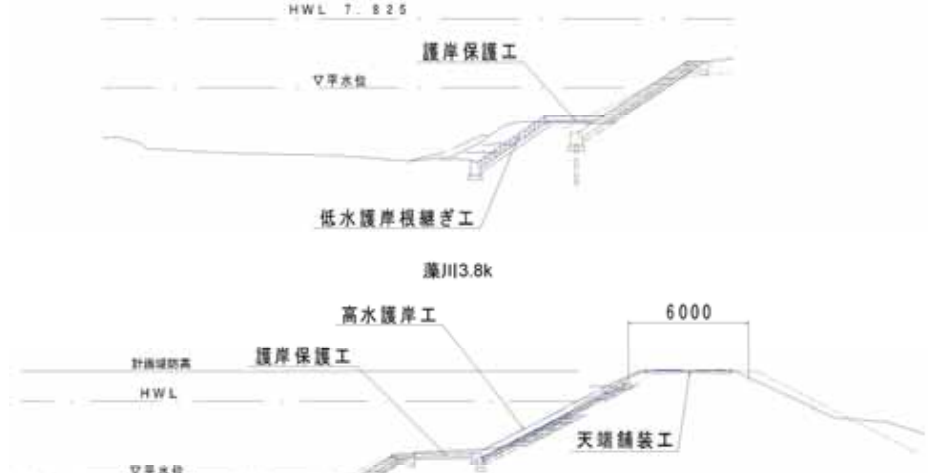 HWL 7.825
護岸保護工
▽平水位
低水護岸根継ぎ工
藻川3.8k
高水護岸工
6000
護岸保護工
計画堤防高
HWL
天端舗装工
▽平水位